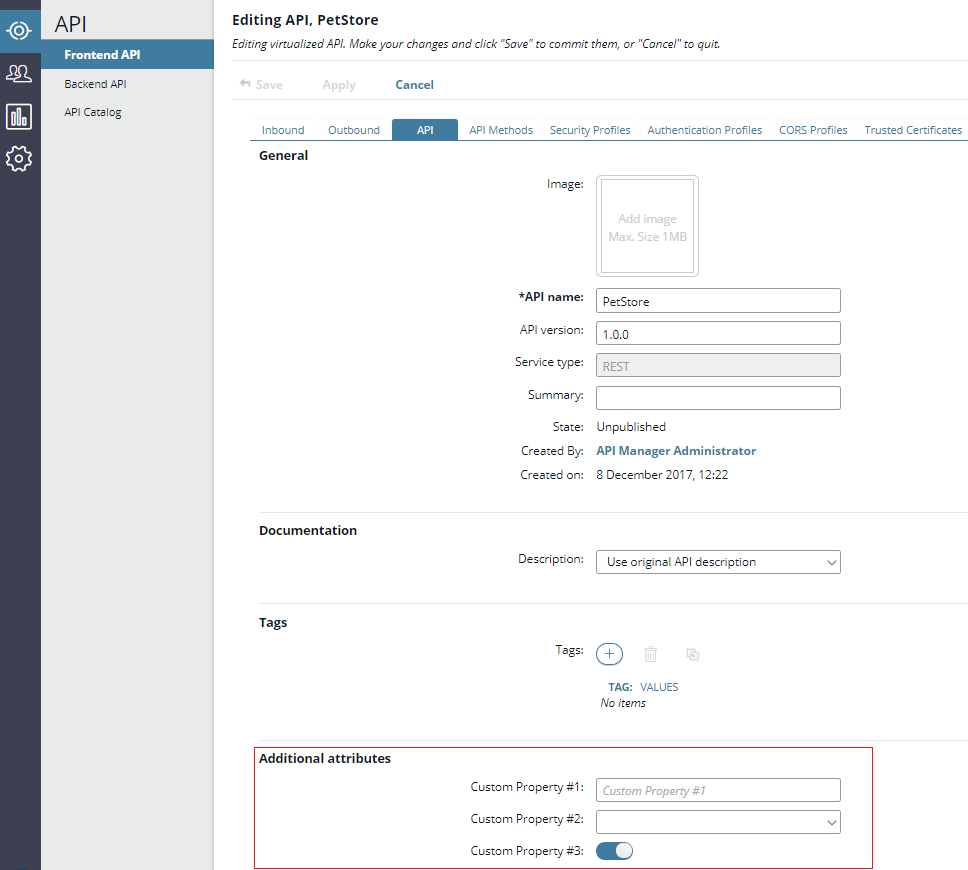 API
Frontend API
Backend API
API Catalog
Editing API, PetStore
Editing virtualized API. Make your changes and click "Save" to commit them, or "Cancel" to quit.
Save Apply Cancel
Inbound Outbound API API Methods Security Profiles Authentication Profiles CORS Profiles Trusted Certificates
General
Image:
Add image
Max. Size 1MB
*API name: PetStore
API version: 1.0.0
Service type: REST
Summary:
State: Unpublished
Created By: API Manager Administrator
Created on: 8 December 2017, 12:22
Documentation
Description: Use original API description
Tags
Tags:
TAG: VALUES
No items
Additional attributes
Custom Property #1: Custom Property #1
Custom Property #2:
Custom Property #3: